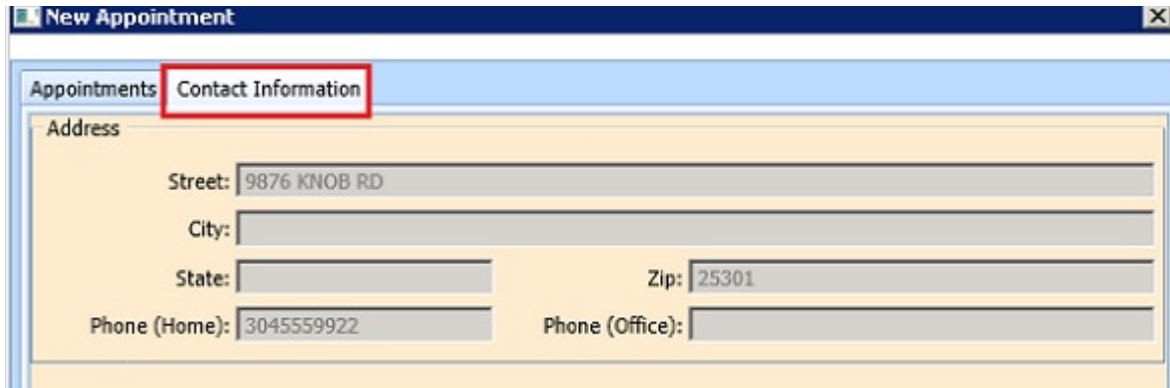 New Appointment
Appointments Contact Information
Address
Street: 9876 KNOB RD
City:
State: Zip: 25301
Phone (Home): 3045559922 Phone (Office):